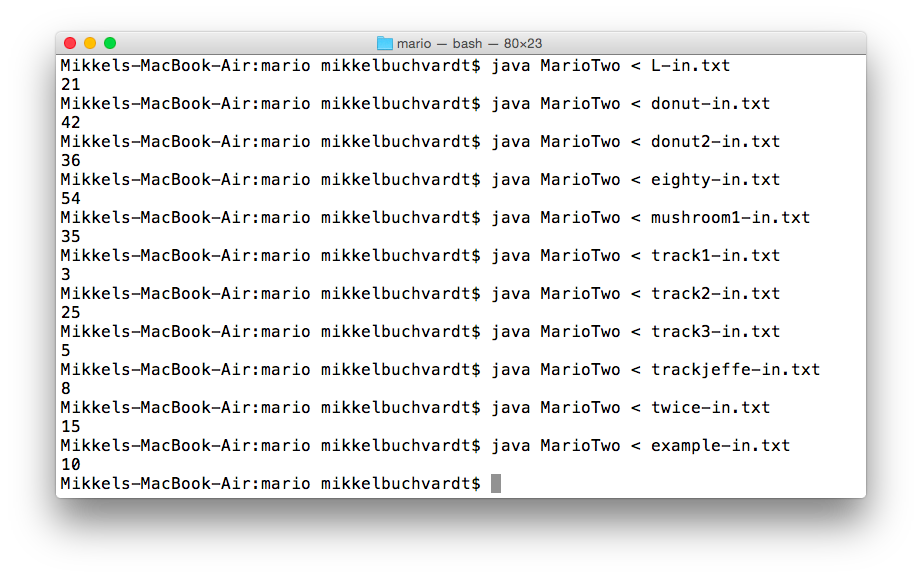 mario — bash — 80×23
Mikkels-MacBook-Air:mario mikkelbuchvardt$ java MarioTwo < L-in.txt
21
Mikkels-MacBook-Air:mario mikkelbuchvardt$ java MarioTwo < donut-in.txt
42
Mikkels-MacBook-Air:mario mikkelbuchvardt$ java MarioTwo < donut2-in.txt
36
Mikkels-MacBook-Air:mario mikkelbuchvardt$ java MarioTwo < eighty-in.txt
54
Mikkels-MacBook-Air:mario mikkelbuchvardt$ java MarioTwo < mushroom1-in.txt
35
Mikkels-MacBook-Air:mario mikkelbuchvardt$ java MarioTwo < track1-in.txt
3
Mikkels-MacBook-Air:mario mikkelbuchvardt$ java MarioTwo < track2-in.txt
25
Mikkels-MacBook-Air:mario mikkelbuchvardt$ java MarioTwo < track3-in.txt
5
Mikkels-MacBook-Air:mario mikkelbuchvardt$ java MarioTwo < trackjeffe-in.txt
8
Mikkels-MacBook-Air:mario mikkelbuchvardt$ java MarioTwo < twice-in.txt
15
Mikkels-MacBook-Air:mario mikkelbuchvardt$ java MarioTwo < example-in.txt
10
Mikkels-MacBook-Air:mario mikkelbuchvardt$